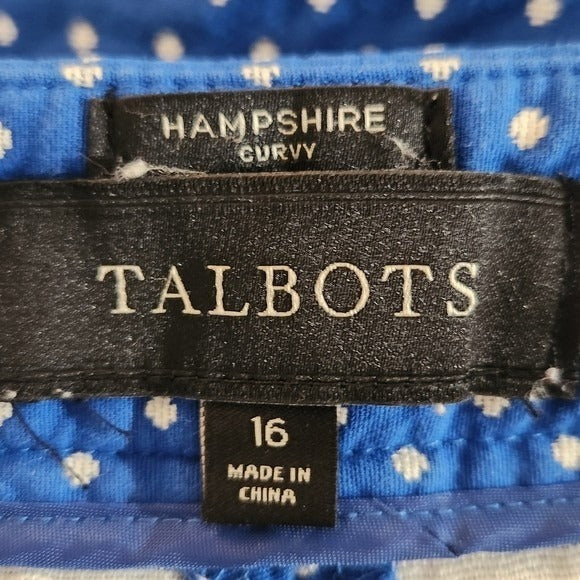 HAMPSHIRE
CURVY
TALBOTS
16
MADE IN
CHINA